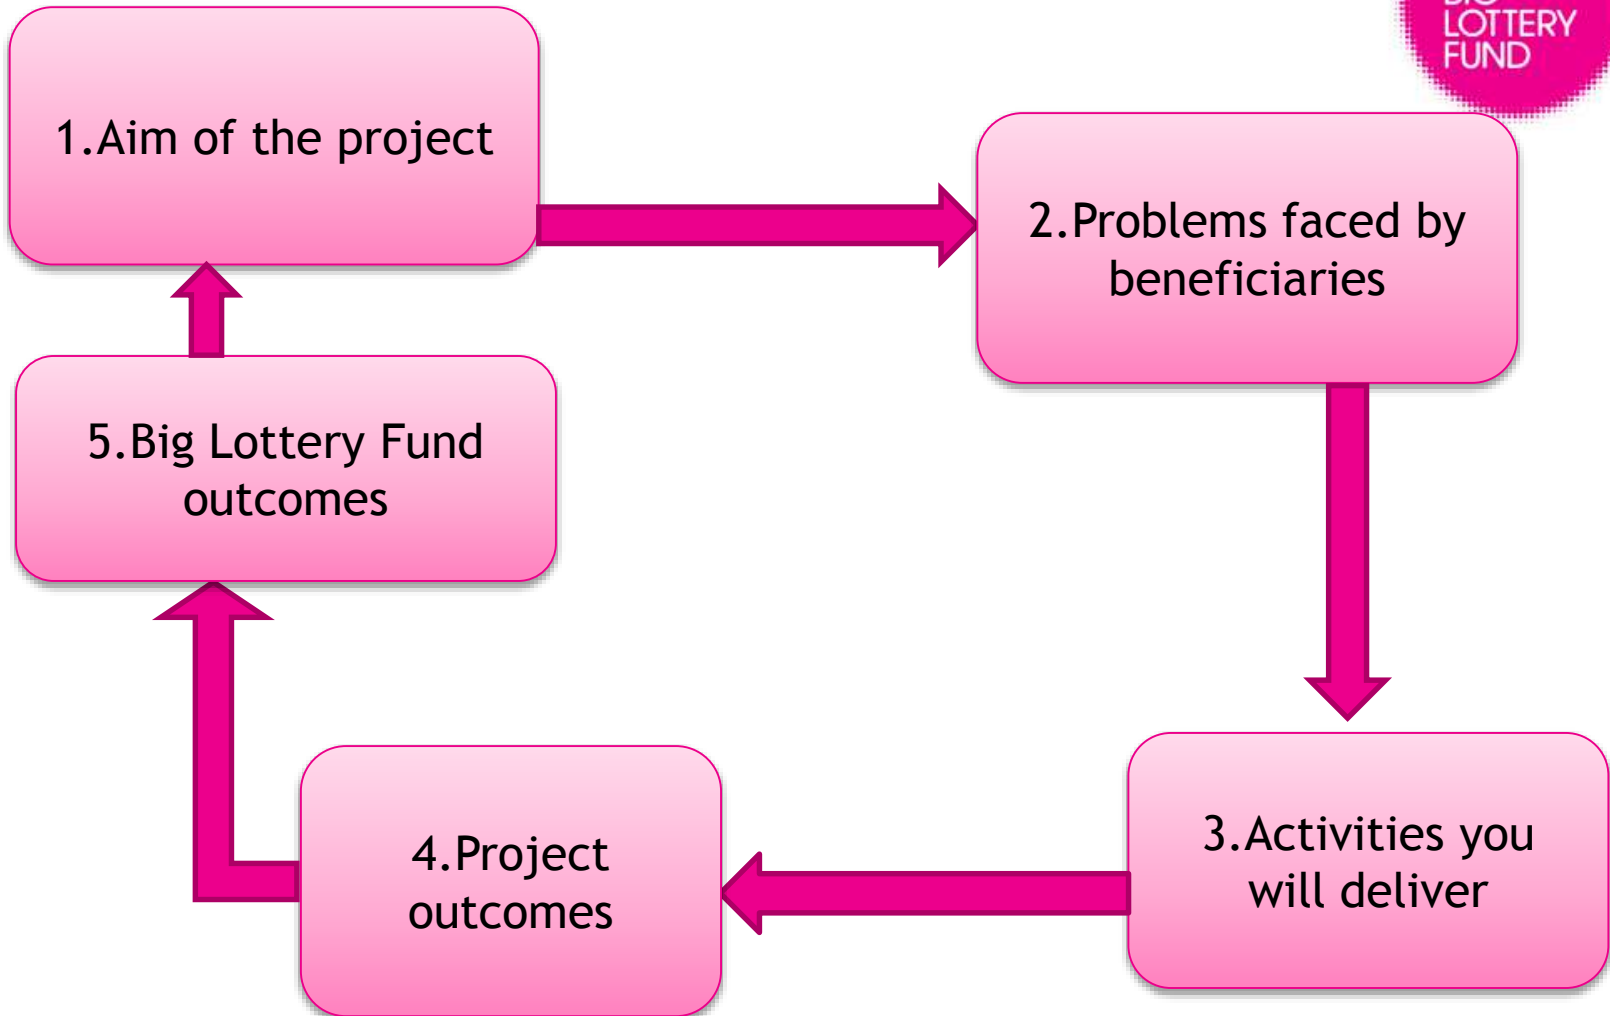 LOTTERY
FUND
1.Aim of the project
2.Problems faced by
beneficiaries
5.Big Lottery Fund
outcomes
3.Activities you
will deliver
4.Project
outcomes